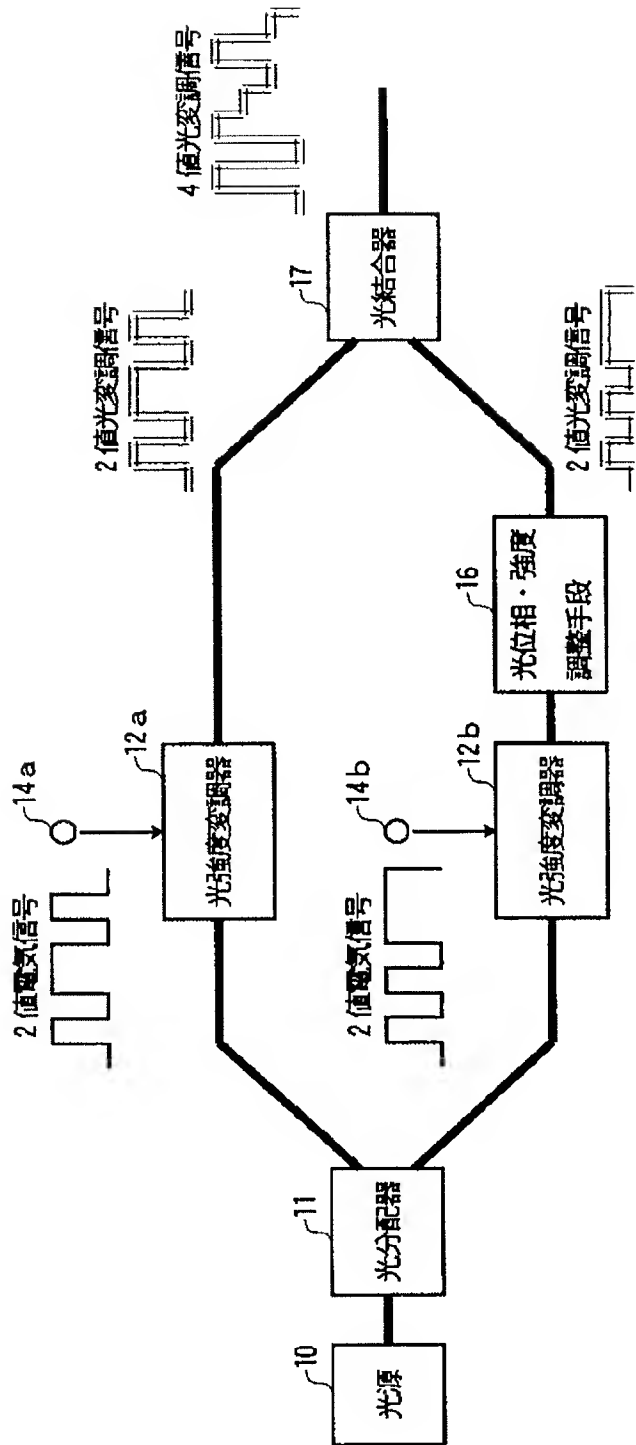 10
光源
11
光分配器
2値電気信号
14a
12a
光強度変調器
2値電気信号
14b
12b
光強度変調器
16
光位相・強度
調整手段
2値光変調信号
2値光変調信号
17
光結合器
4値光変調信号